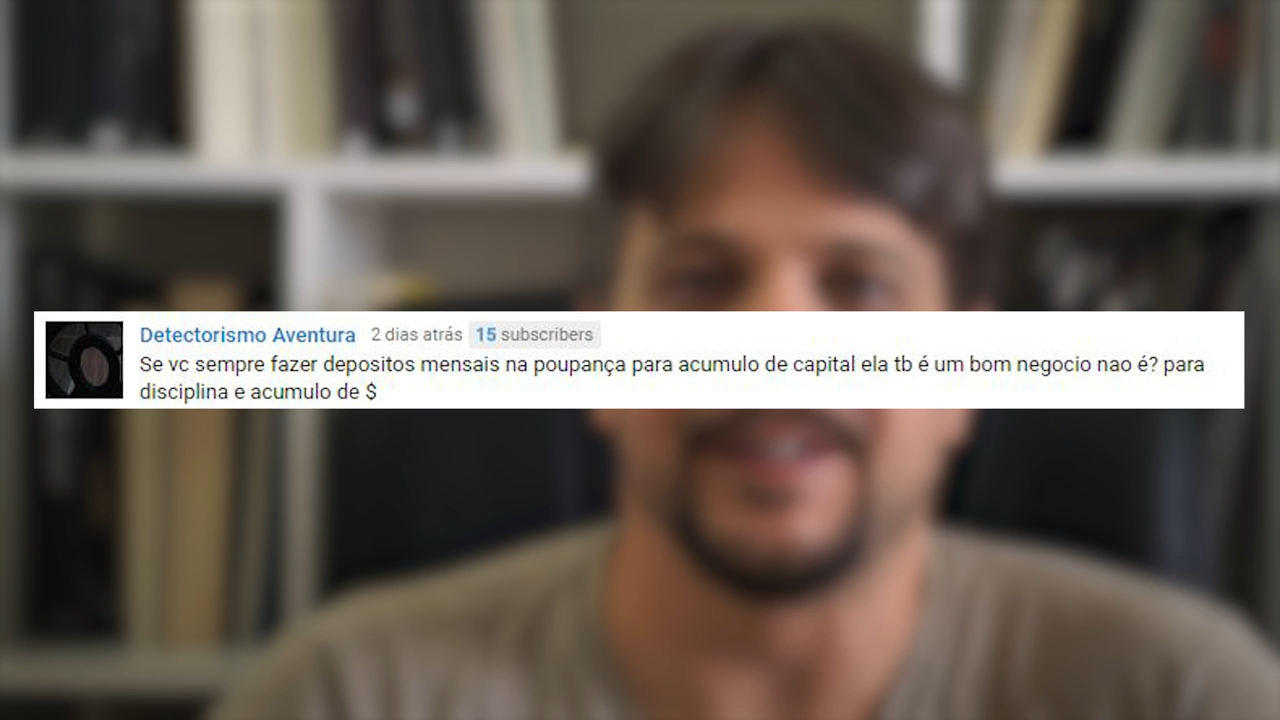 Detectorismo Aventura 2 dias atrás 15 subscribers
Se vc sempre fazer depositos mensais na poupança para acumulo de capital ela tb é um bom negocio nao é? para
disciplina e acumulo de $